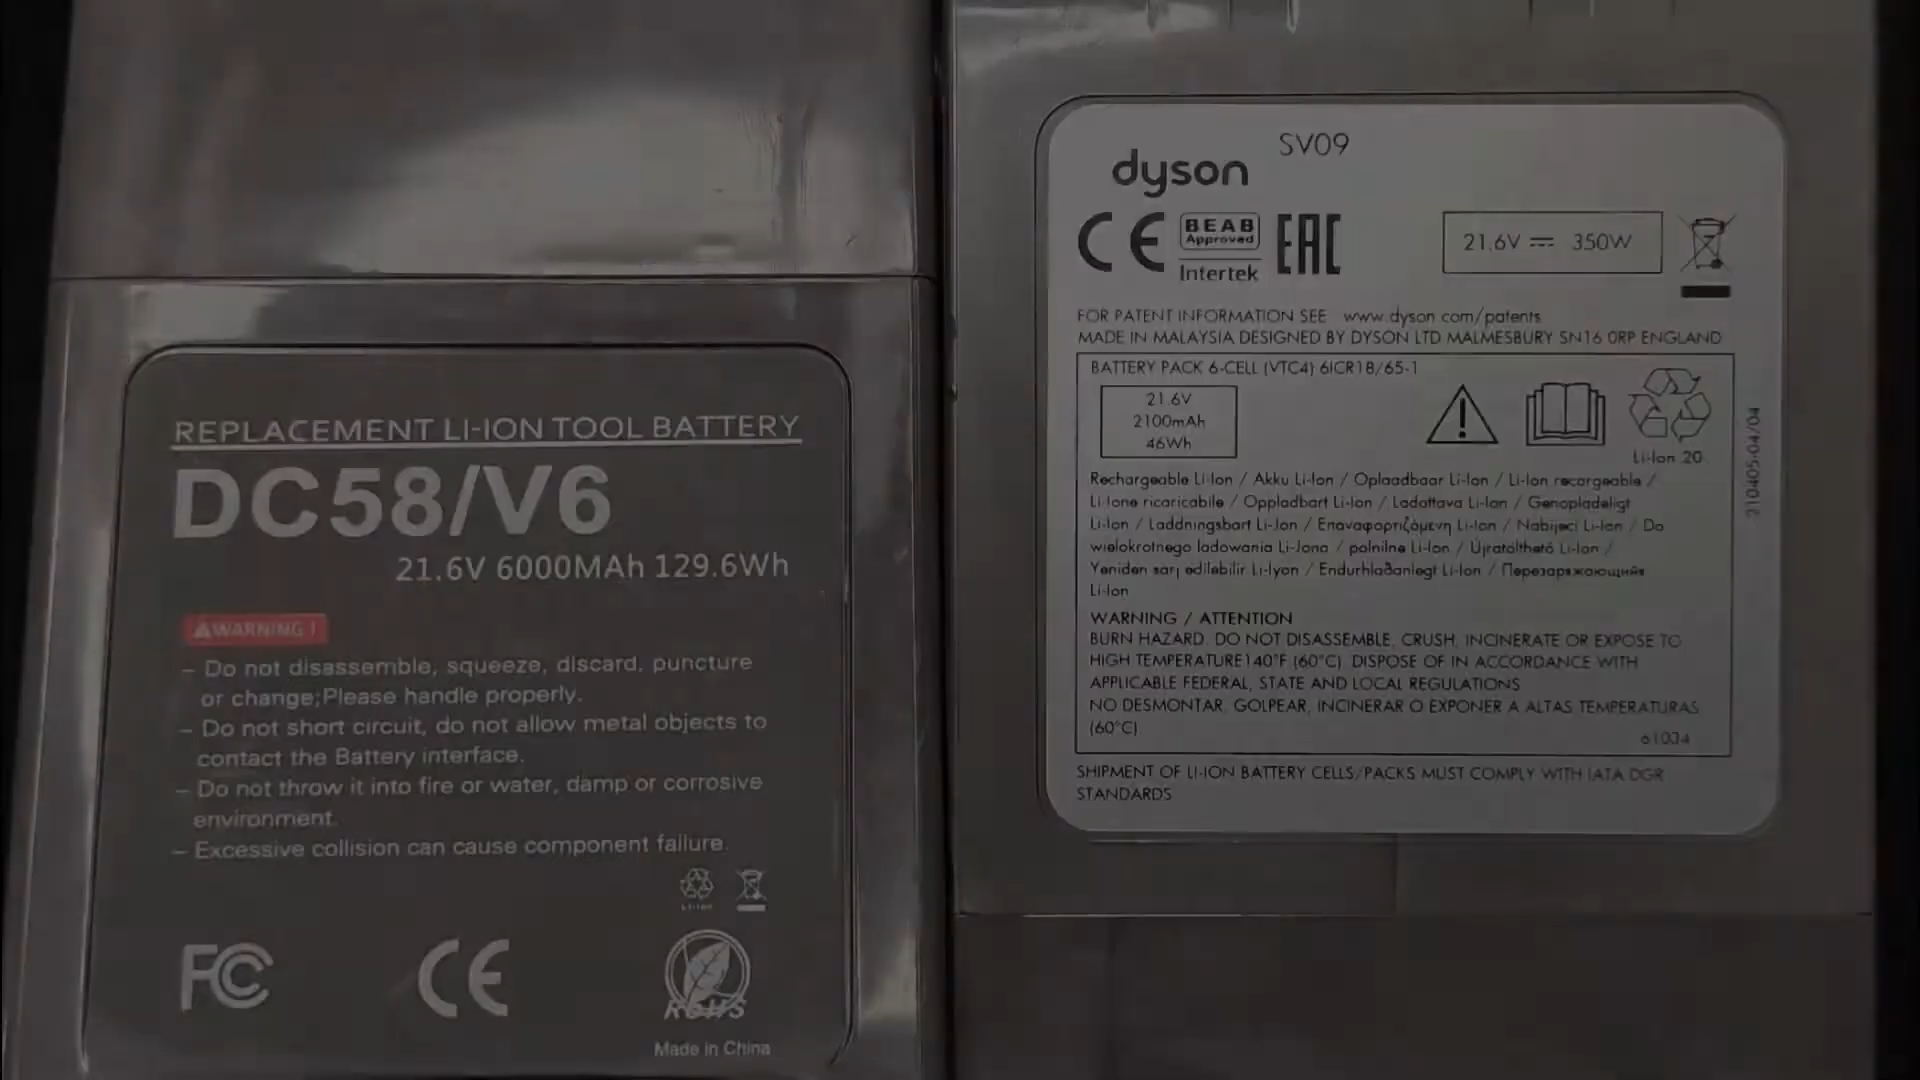 REPLACEMENT LI-ION TOOL BATTERY
DC58/V6
21.6V 6000MAh 129.6Wh
WARNING !
– Do not disassemble, squeeze, discard, puncture
or change;Please handle properly.
– Do not short circuit, do not allow metal objects to
contact the Battery interface.
– Do not throw it into fire or water, damp or corrosive
environment.
– Excessive collision can cause component failure.
Li-ion
FC CE RoHS
Made in China
SV09
dyson
CE BEAB Approved Intertek EAC
21.6V ⎓ 350W
FOR PATENT INFORMATION SEE www.dyson.com/patents
MADE IN MALAYSIA DESIGNED BY DYSON LTD MALMESBURY SN16 0RP ENGLAND
BATTERY PACK 6-CELL (VTC4) 6ICR18/65-1
21.6V
2100mAh
46Wh
Li-Ion 20
Rechargeable Li-Ion / Akku Li-Ion / Oplaadbaar Li-Ion / Li-Ion recargeable /
Li-Ione ricaricabile / Oppladbart Li-Ion / Ladattava Li-Ion / Genopladeligt
Li-Ion / Laddningsbart Li-Jon / Επαναφορτιζόμενη Li-Ion / Nabíjecí Li-Ion / Do
wielokrotnego ladowania Li-Jona / polnilne Li-Ion / Újratölthető Li-Ion /
Yeniden sarj edilebilir Li-Iyon / Endurhlaðanlegt Li-Ion / Перезаряжающийя
Li-Ion
WARNING / ATTENTION
BURN HAZARD. DO NOT DISASSEMBLE, CRUSH, INCINERATE OR EXPOSE TO
HIGH TEMPERATURE140°F (60°C). DISPOSE OF IN ACCORDANCE WITH
APPLICABLE FEDERAL, STATE AND LOCAL REGULATIONS
NO DESMONTAR, GOLPEAR, INCINERAR O EXPONER A ALTAS TEMPERATURAS
(60°C).
61034
SHIPMENT OF LI-ION BATTERY CELLS/PACKS MUST COMPLY WITH IATA DGR
STANDARDS
210405-04/04